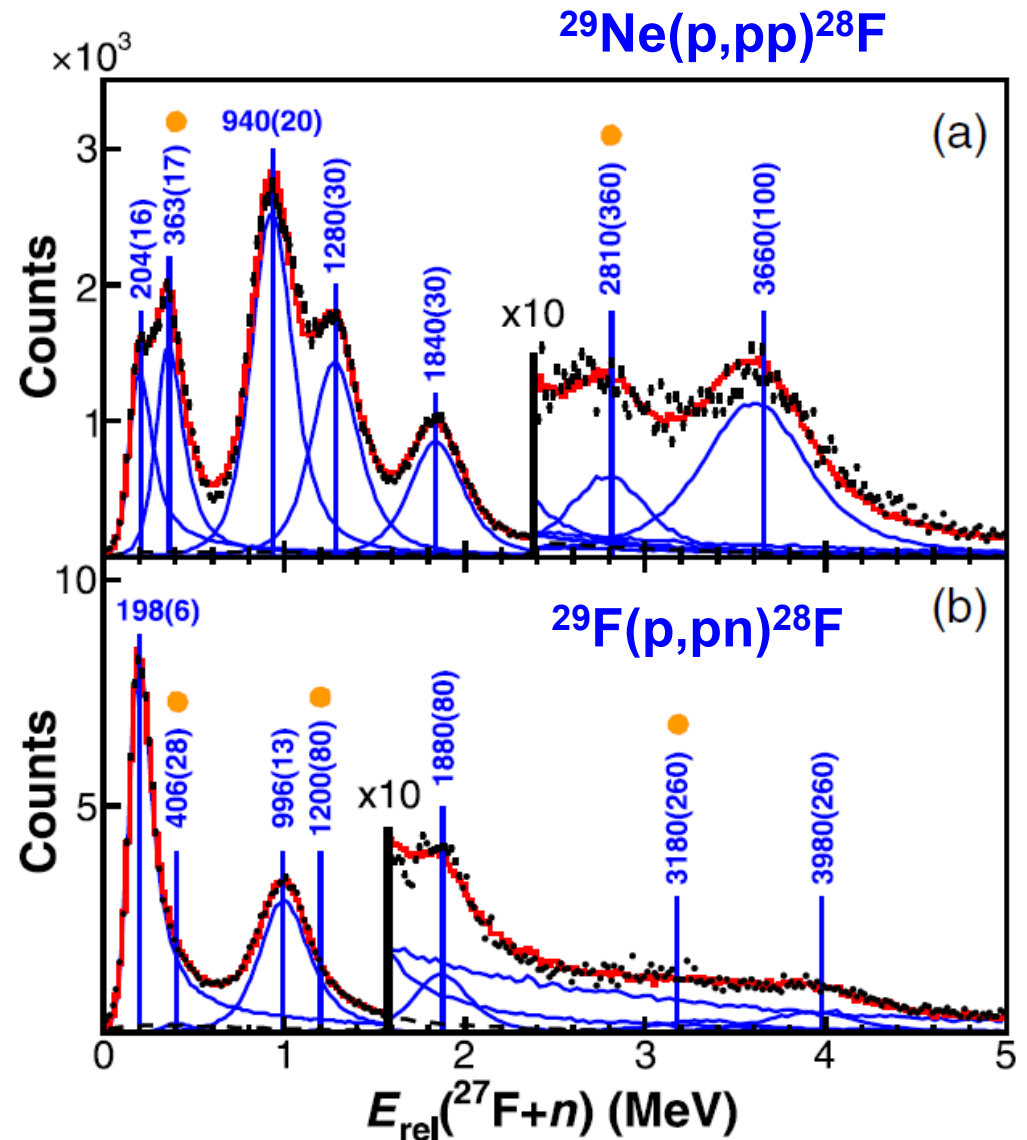 ²⁹Ne(p,pp)²⁸F
×10³
(a)
3
2
1
Counts
204(16)
363(17)
940(20)
1280(30)
1840(30)
x10
2810(360)
3660(100)
²⁹F(p,pn)²⁸F
(b)
10
5
Counts
198(6)
406(28)
996(13)
1200(80)
x10
1880(80)
3180(260)
3980(260)
0 1 2 3 4 5
E_rel(²⁷F+n) (MeV)